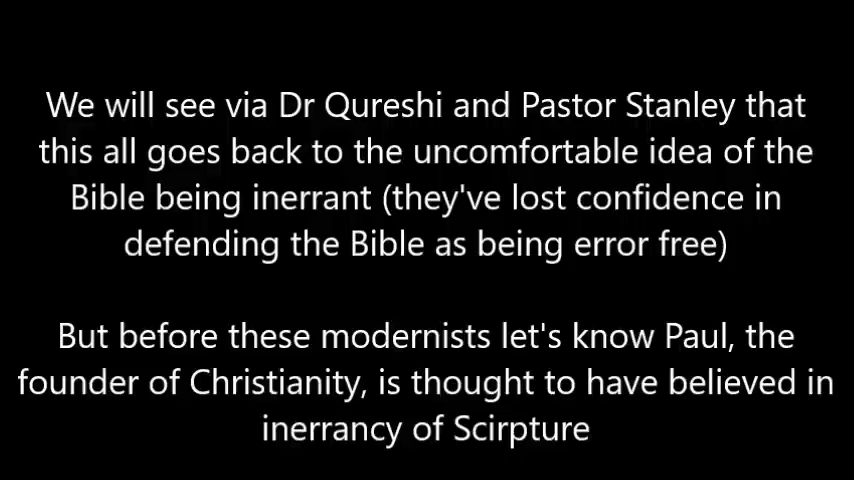 We will see via Dr Qureshi and Pastor Stanley that
this all goes back to the uncomfortable idea of the
Bible being inerrant (they've lost confidence in
defending the Bible as being error free)
But before these modernists let's know Paul, the
founder of Christianity, is thought to have believed in
inerrancy of Scirpture